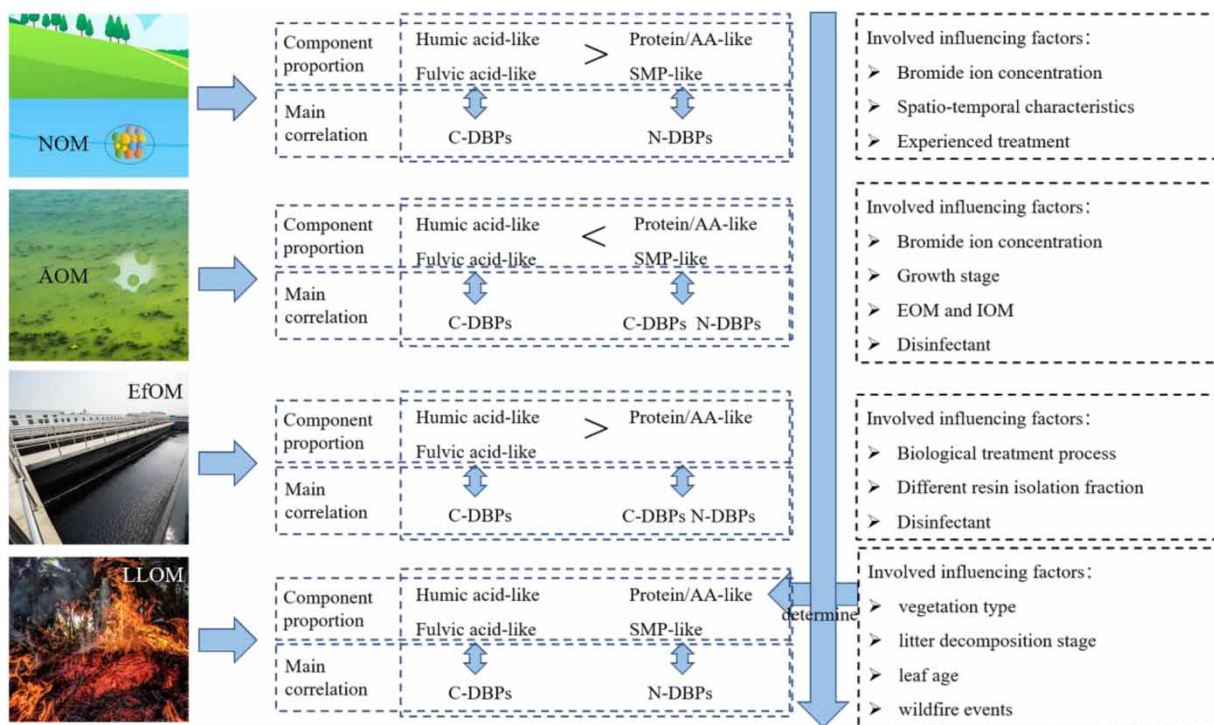 NOM
Component proportion
Humic acid-like > Protein/AA-like
Fulvic acid-like SMP-like
Main correlation
C-DBPs N-DBPs
Involved influencing factors:
➤ Bromide ion concentration
➤ Spatio-temporal characteristics
➤ Experienced treatment
AOM
Component proportion
Humic acid-like < Protein/AA-like
Fulvic acid-like SMP-like
Main correlation
C-DBPs C-DBPs N-DBPs
Involved influencing factors:
➤ Bromide ion concentration
➤ Growth stage
➤ EOM and IOM
➤ Disinfectant
EfOM
Component proportion
Humic acid-like > Protein/AA-like
Fulvic acid-like
Main correlation
C-DBPs C-DBPs N-DBPs
Involved influencing factors:
➤ Biological treatment process
➤ Different resin isolation fraction
➤ Disinfectant
LLOM
Component proportion
Humic acid-like Protein/AA-like
Fulvic acid-like SMP-like
Main correlation
C-DBPs N-DBPs
determine
Involved influencing factors:
➤ vegetation type
➤ litter decomposition stage
➤ leaf age
➤ wildfire events